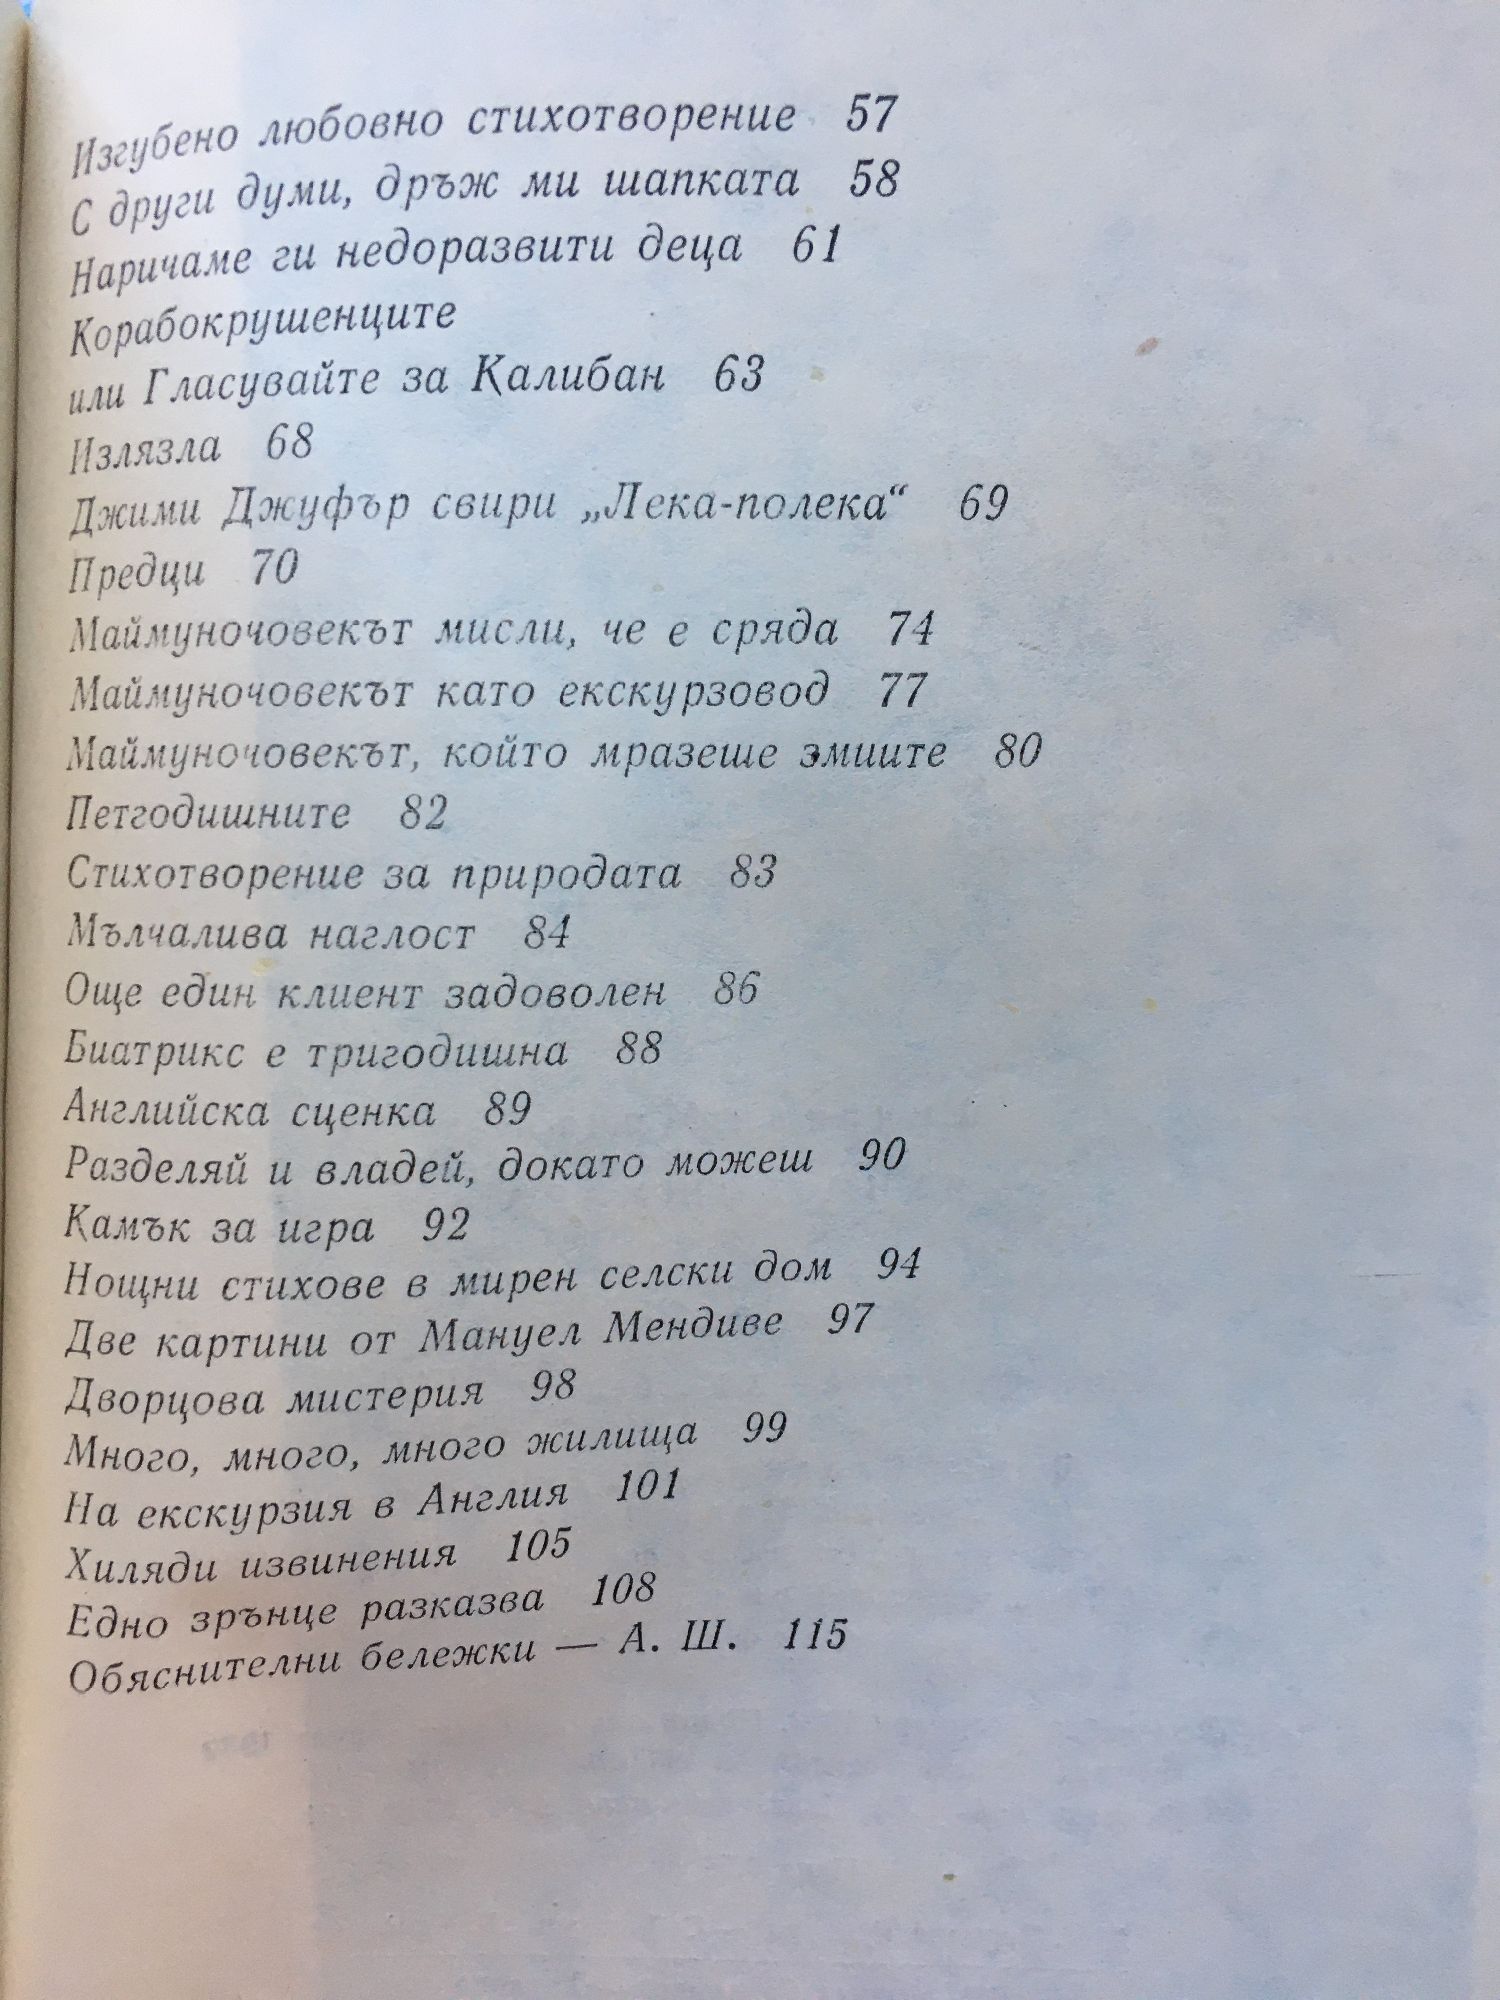 Изгубено любовно стихотворение 57
С други думи, дръж ми шапката 58
Наричаме ги недоразвити деца 61
Корабокрушенците
или Гласувайте за Калибан 63
Излязла 68
Джими Джуфър свири „Лека-полека“ 69
Предци 70
Маймуночовекът мисли, че е сряда 74
Маймуночовекът като екскурзовод 77
Маймуночовекът, който мразеше змиите 80
Петгодишните 82
Стихотворение за природата 83
Мълчалива наглост 84
Още един клиент задоволен 86
Биатрикс е тригодишна 88
Английска сценка 89
Разделяй и владей, докато можеш 90
Камък за игра 92
Нощни стихове в мирен селски дом 94
Две картини от Мануел Мендиве 97
Дворцова мистерия 98
Много, много, много жилища 99
На екскурзия в Англия 101
Хиляди извинения 105
Едно зрънце разказва 108
Обяснителни бележки — А. Ш. 115